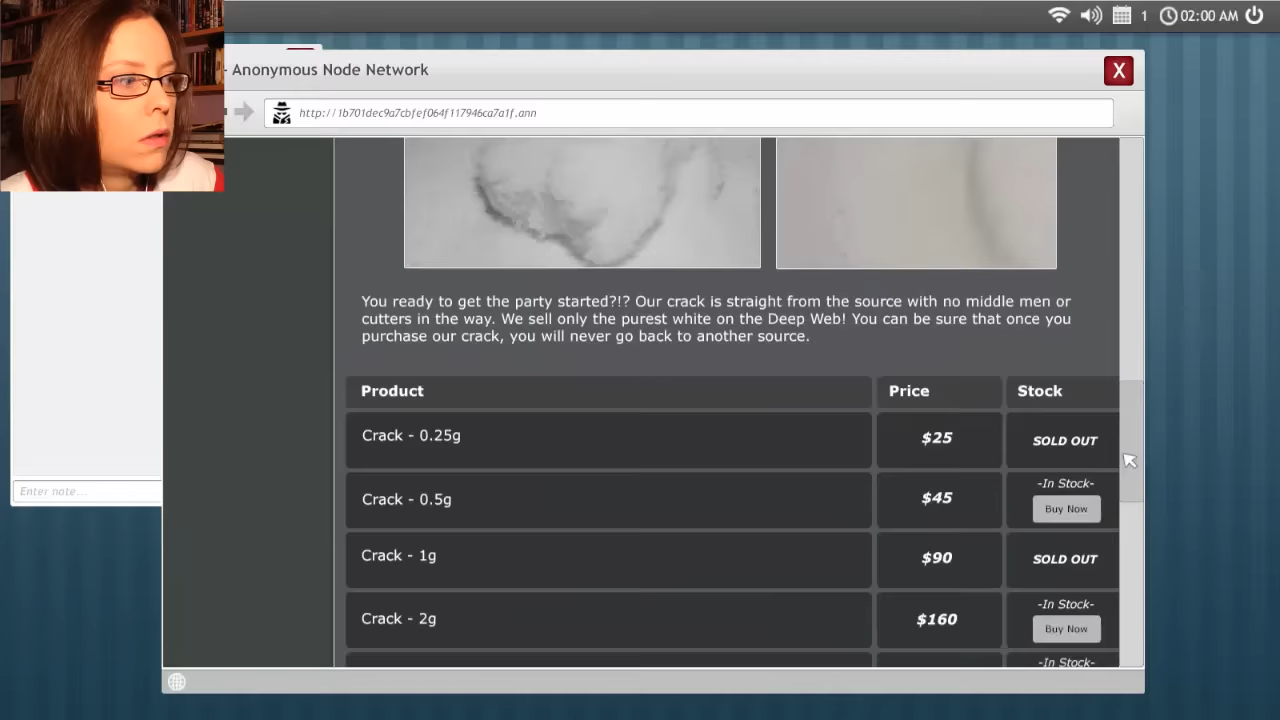 1 02:00 AM
- Anonymous Node Network
X
http://1b701dec9a7cbfef064f117946ca7a1f.ann
You ready to get the party started?!? Our crack is straight from the source with no middle men or
cutters in the way. We sell only the purest white on the Deep Web! You can be sure that once you
purchase our crack, you will never go back to another source.
Product Price Stock
Crack - 0.25g $25 SOLD OUT
-In Stock-
Crack - 0.5g $45
Buy Now
Crack - 1g $90 SOLD OUT
-In Stock-
Crack - 2g $160
Buy Now
-In Stock-
Enter note...